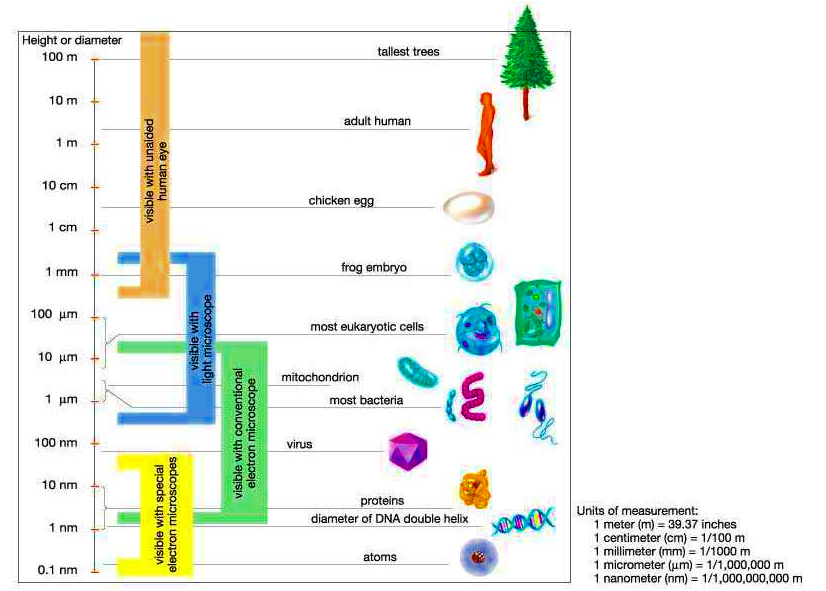 Height or diameter
100 m
tallest trees
10 m
adult human
1 m
10 cm
chicken egg
1 cm
frog embryo
1 mm
100 μm
most eukaryotic cells
10 μm
mitochondrion
1 μm
most bacteria
100 nm
virus
10 nm
proteins
diameter of DNA double helix
1 nm
atoms
0.1 nm
visible with unaided
human eye
visible with
light microscope
visible with conventional
electron microscope
visible with special
electron microscopes
Units of measurement:
1 meter (m) = 39.37 inches
1 centimeter (cm) = 1/100 m
1 millimeter (mm) = 1/1000 m
1 micrometer (μm) = 1/1,000,000 m
1 nanometer (nm) = 1/1,000,000,000 m